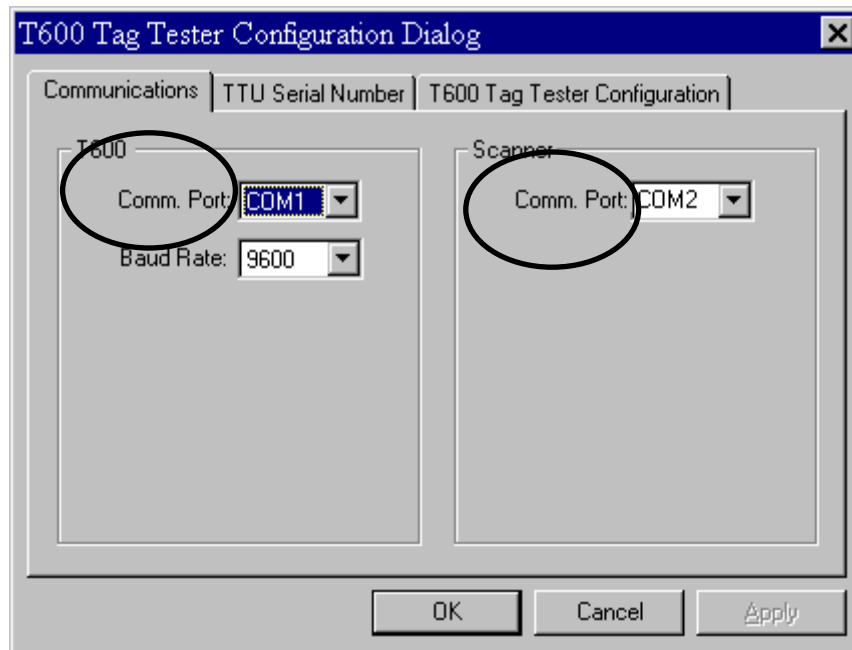 T600 Tag Tester Configuration Dialog
Communications TTU Serial Number T600 Tag Tester Configuration
T600
Comm. Port: COM1
Baud Rate: 9600
Scanner
Comm. Port: COM2
OK Cancel Apply